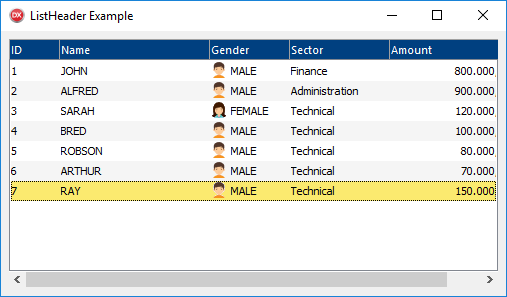 DX ListHeader Example
ID Name Gender Sector Amount
1 JOHN MALE Finance 800.000
2 ALFRED MALE Administration 900.000
3 SARAH FEMALE Technical 120.000
4 BRED MALE Technical 100.000
5 ROBSON MALE Technical 80.000
6 ARTHUR MALE Technical 70.000
7 RAY MALE Technical 150.000